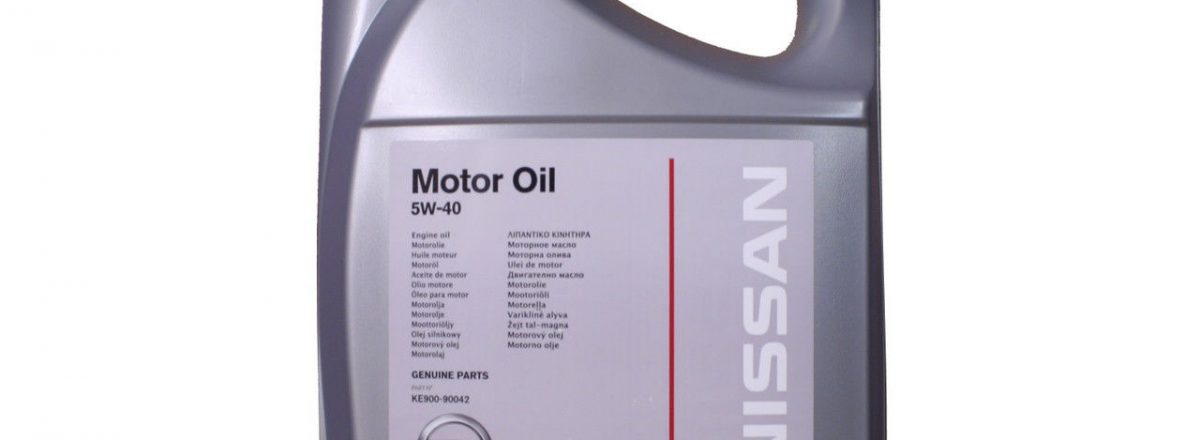 Motor Oil
5W-40
Engine oil
Motorolie
Huile moteur
Motoröl
Aceite de motor
Olio motore
Óleo para motor
Motorolja
Motorolje
Moottoriöljy
Olej silnikowy
Motorový olej
Motorolaj
ΛΙΠΑΝΤΙΚΟ ΚΙΝΗΤΗΡΑ
Моторное масло
Моторна олива
Ulei de motor
Двигателно масло
Motorolie
Mootoriõli
Motoreļļa
Variklinė alyva
Żejt tal-magna
Motorový olej
Motorno olje
GENUINE PARTS
PART Nº
KE900-90042
NISSAN